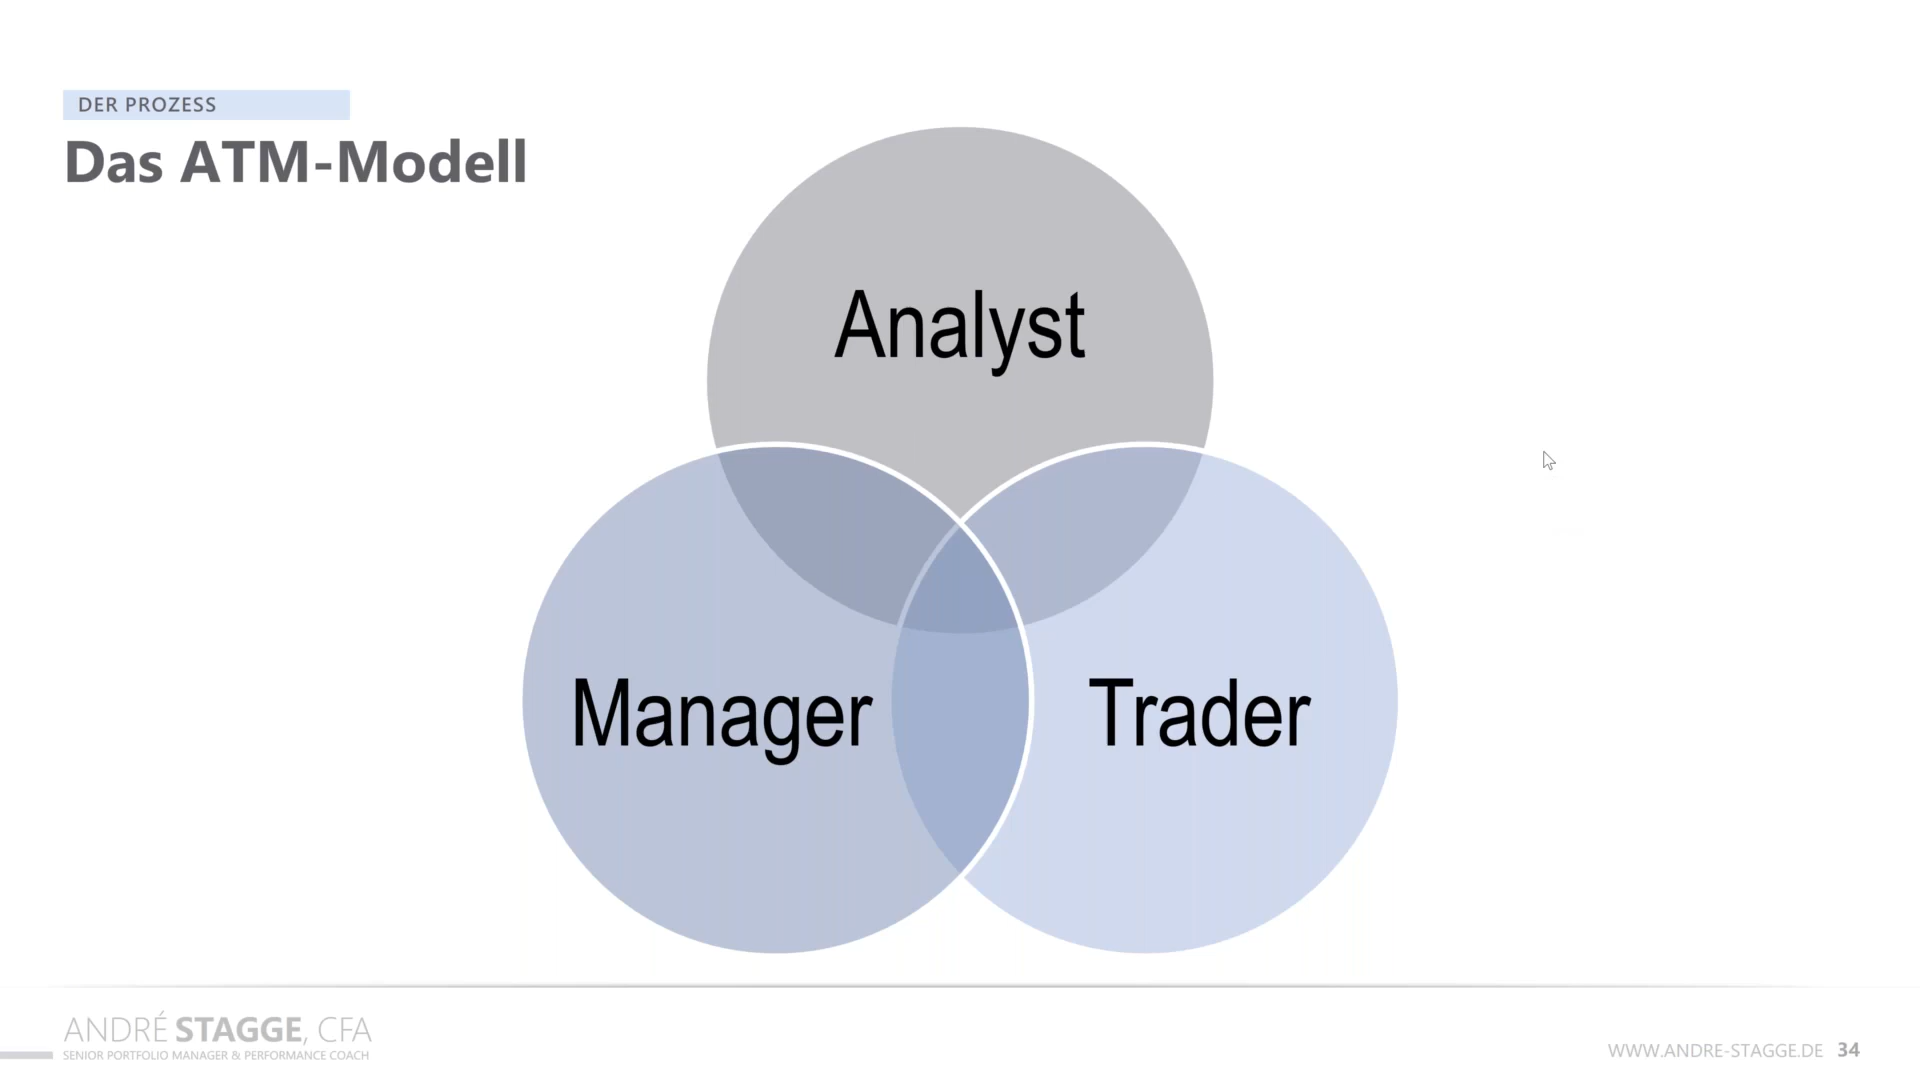 DER PROZESS
Das ATM-Modell
Analyst
Manager
Trader
ANDRÉ STAGGE, CFA
SENIOR PORTFOLIO MANAGER & PERFORMANCE COACH
WWW.ANDRE-STAGGE.DE 34